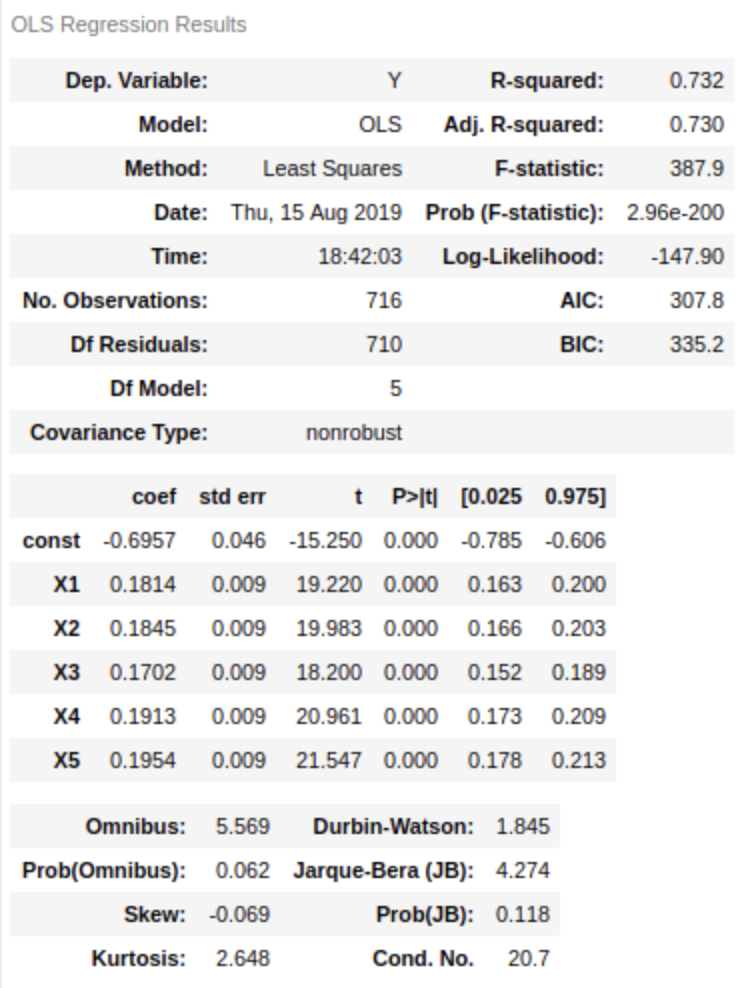 OLS Regression Results
Dep. Variable: Y R-squared: 0.732
Model: OLS Adj. R-squared: 0.730
Method: Least Squares F-statistic: 387.9
Date: Thu, 15 Aug 2019 Prob (F-statistic): 2.96e-200
Time: 18:42:03 Log-Likelihood: -147.90
No. Observations: 716 AIC: 307.8
Df Residuals: 710 BIC: 335.2
Df Model: 5
Covariance Type: nonrobust
coef std err t P>|t| [0.025 0.975]
const -0.6957 0.046 -15.250 0.000 -0.785 -0.606
X1 0.1814 0.009 19.220 0.000 0.163 0.200
X2 0.1845 0.009 19.983 0.000 0.166 0.203
X3 0.1702 0.009 18.200 0.000 0.152 0.189
X4 0.1913 0.009 20.961 0.000 0.173 0.209
X5 0.1954 0.009 21.547 0.000 0.178 0.213
Omnibus: 5.569 Durbin-Watson: 1.845
Prob(Omnibus): 0.062 Jarque-Bera (JB): 4.274
Skew: -0.069 Prob(JB): 0.118
Kurtosis: 2.648 Cond. No. 20.7